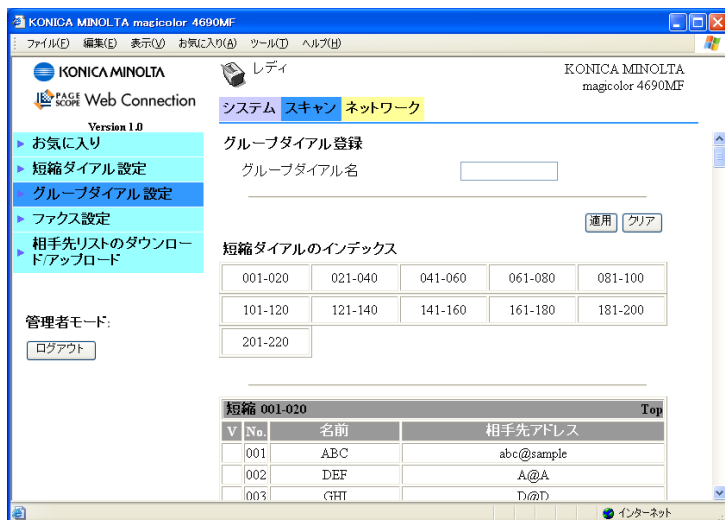 KONICA MINOLTA magicolor 4690MF
ファイル(F) 編集(E) 表示(V) お気に入り(A) ツール(T) ヘルプ(H)
KONICA MINOLTA
レディ
KONICA MINOLTA
magicolor 4690MF
PAGE SCOPE Web Connection
Version 1.0
システム スキャン ネットワーク
お気に入り
短縮ダイアル設定
グループダイアル 設定
ファクス設定
相手先リストのダウンロー
ド/アップロード
管理者モード:
ログアウト
グループダイアル登録
グループダイアル名
適用 クリア
短縮ダイアルのインデックス
001-020 021-040 041-060 061-080 081-100
101-120 121-140 141-160 161-180 181-200
201-220
短縮 001-020 Top
V No. 名前 相手先アドレス
001 ABC abc@sample
002 DEF A@A
003 GHI D@D
インターネット